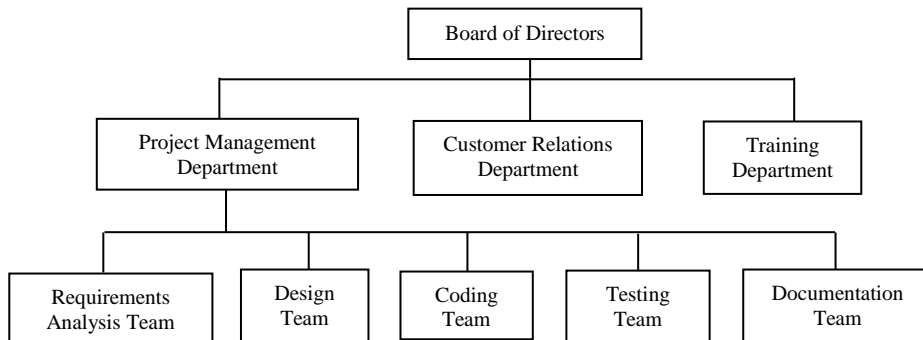 Board of Directors
Project Management
Department
Customer Relations
Department
Training
Department
Requirements
Analysis Team
Design
Team
Coding
Team
Testing
Team
Documentation
Team